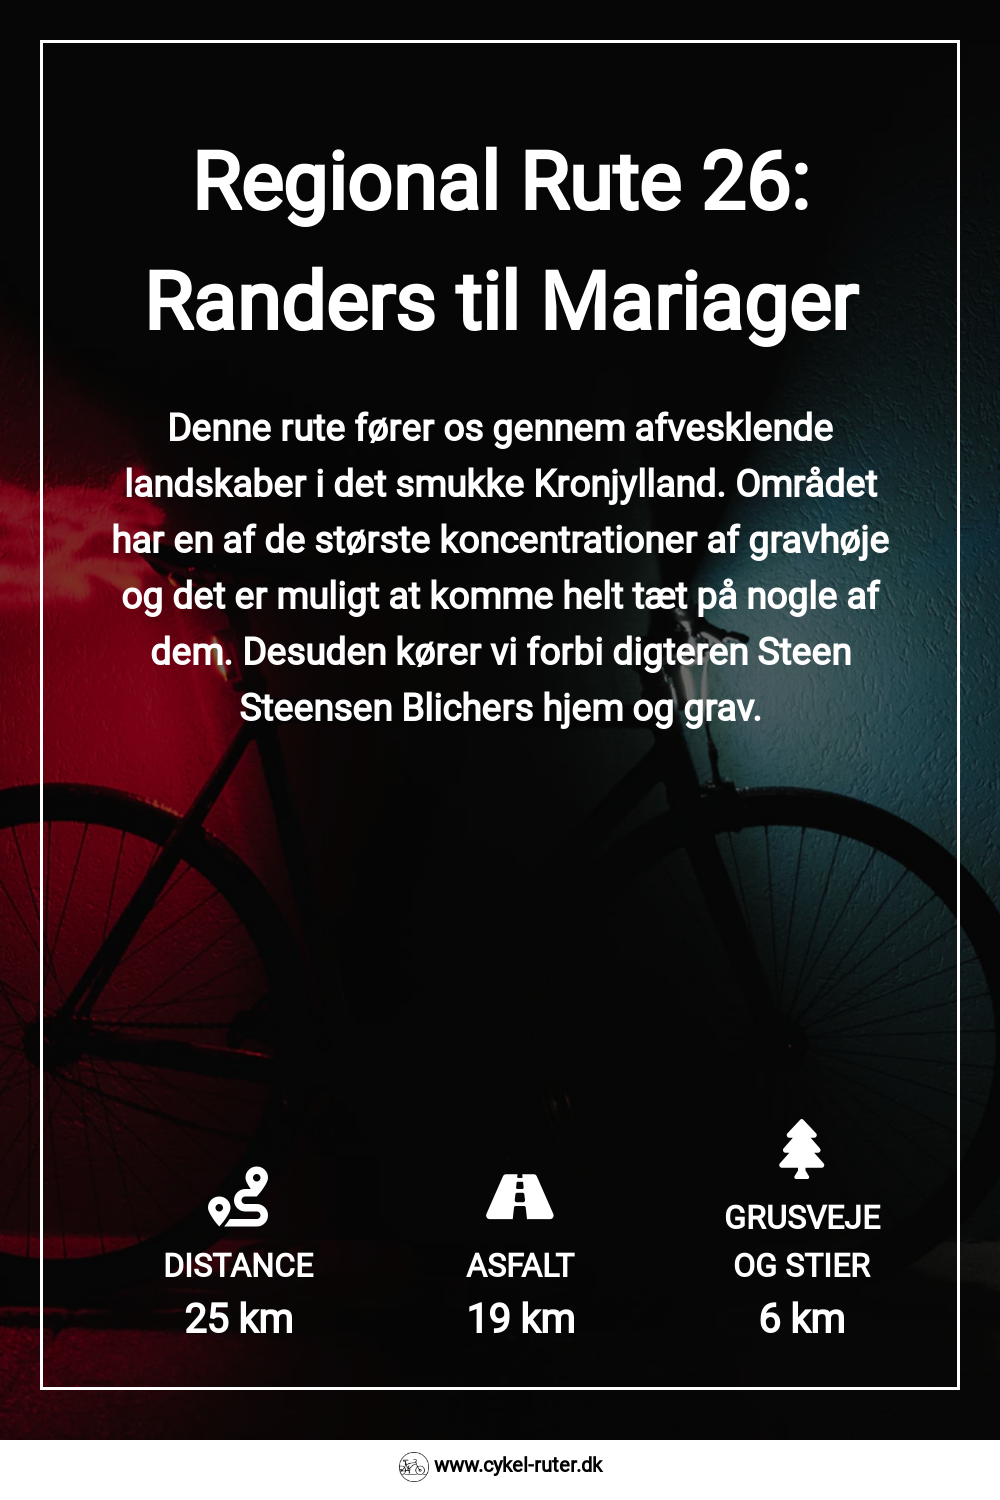 Regional Rute 26:
Randers til Mariager
Denne rute fører os gennem afvesklende
landskaber i det smukke Kronjylland. Området
har en af de største koncentrationer af gravhøje
og det er muligt at komme helt tæt på nogle af
dem. Desuden kører vi forbi digteren Steen
Steensen Blichers hjem og grav.
DISTANCE
25 km
ASFALT
19 km
GRUSVEJE
OG STIER
6 km
www.cykel-ruter.dk